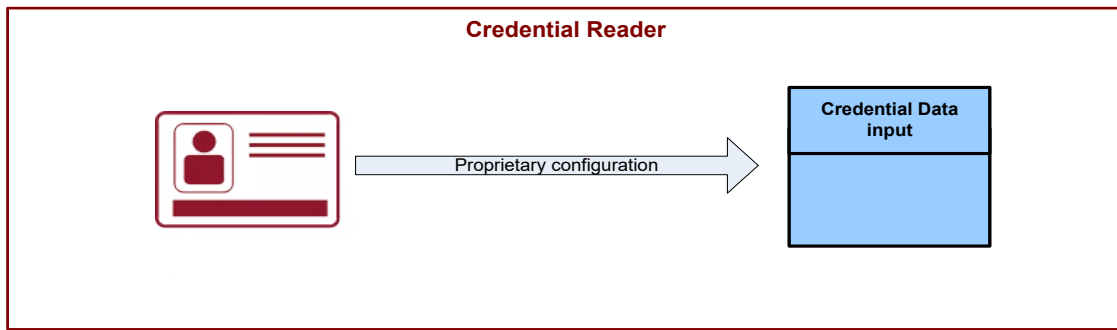 Credential Reader
Credential Data
input
Proprietary configuration